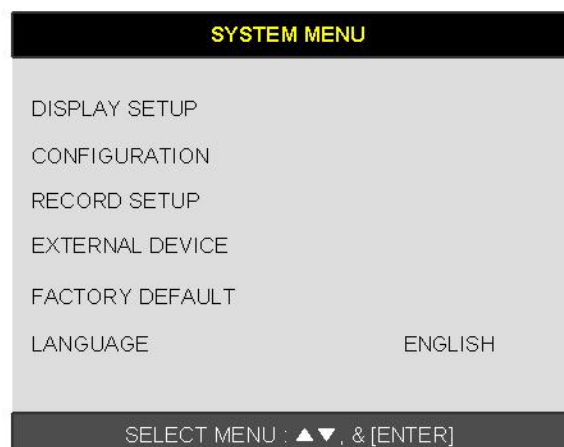 SYSTEM MENU
DISPLAY SETUP
CONFIGURATION
RECORD SETUP
EXTERNAL DEVICE
FACTORY DEFAULT
LANGUAGE ENGLISH
SELECT MENU : ▲▼, & [ENTER]